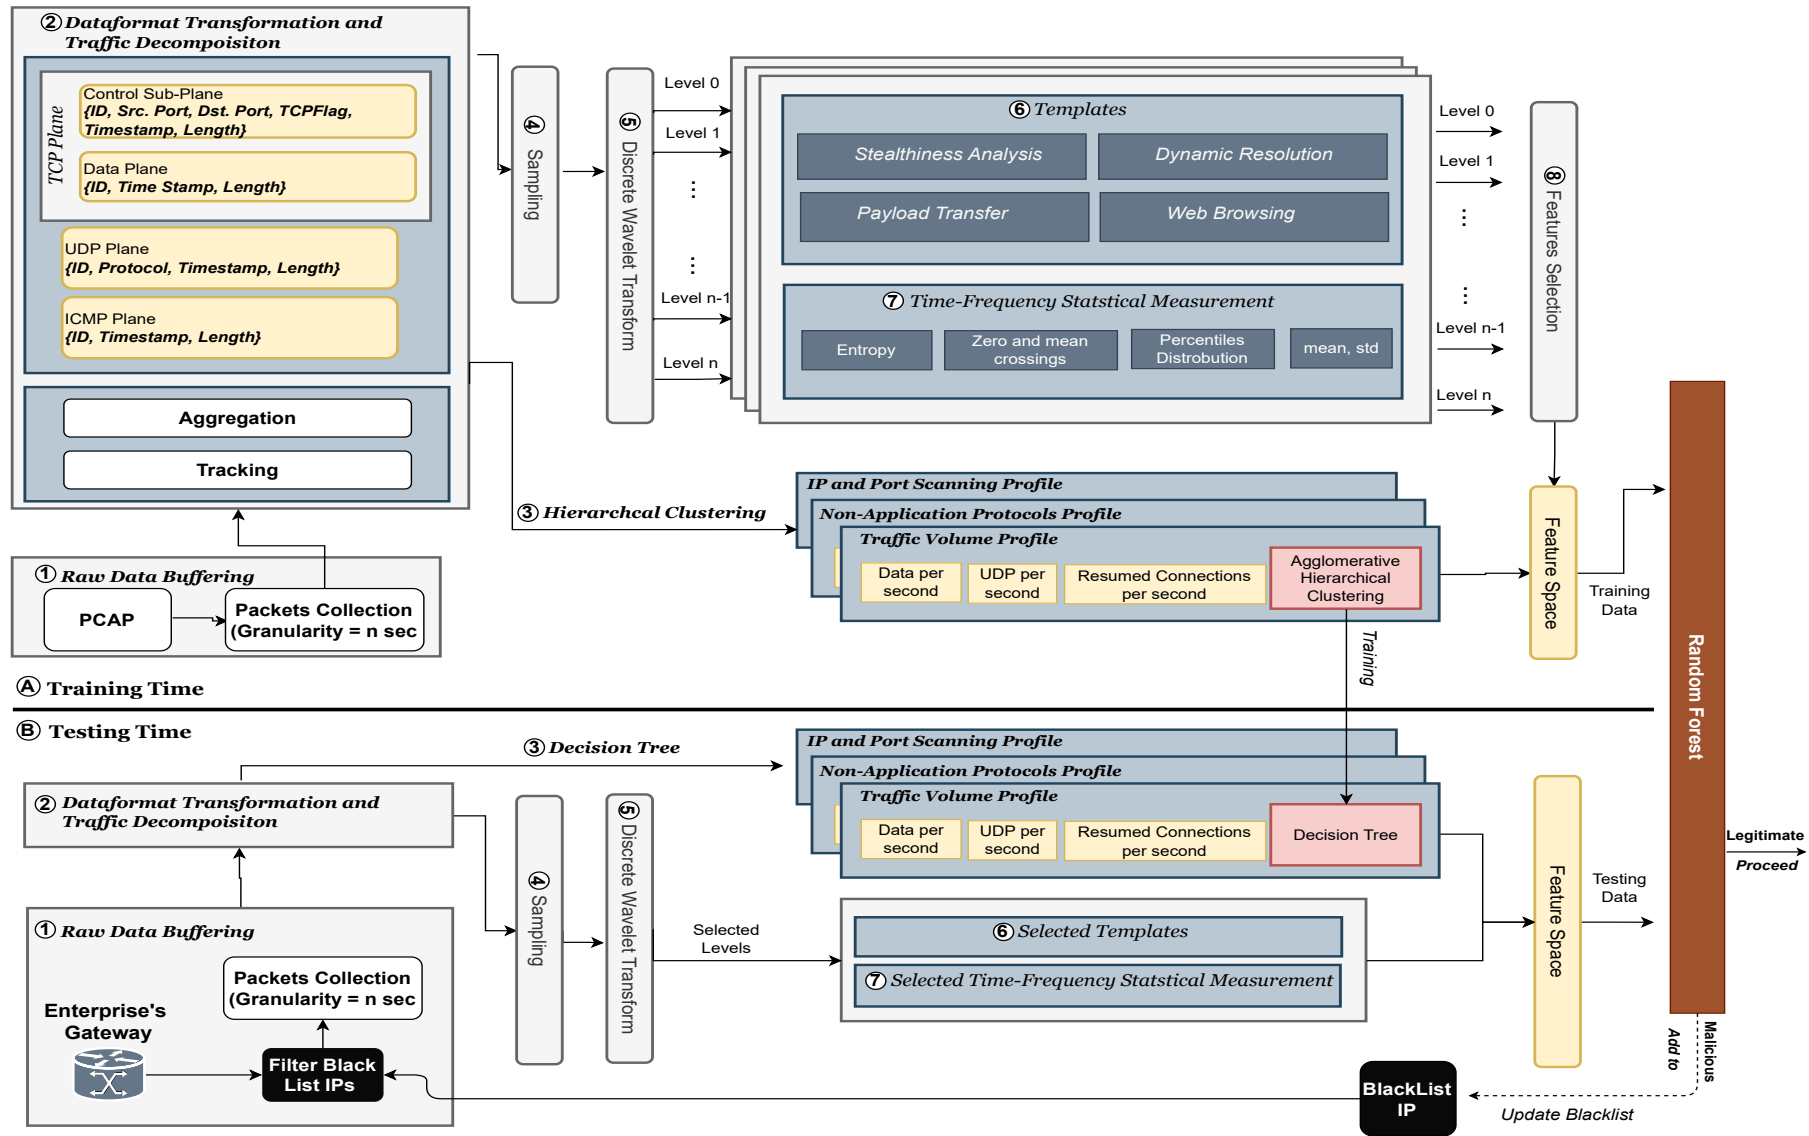 ② Dataformat Transformation and
Traffic Decompoisiton
TCP Plane
Control Sub-Plane
{ID, Src. Port, Dst. Port, TCPFlag,
Timestamp, Length}
Data Plane
{ID, Time Stamp, Length}
UDP Plane
{ID, Protocol, Timestamp, Length}
ICMP Plane
{ID, Timestamp, Length}
Aggregation
Tracking
① Raw Data Buffering
PCAP
Packets Collection
(Granularity = n sec
④ Sampling
⑤ Discrete Wavelet Transform
Level 0
Level 1
...
...
Level n-1
Level n
⑥ Templates
Stealthiness Analysis
Dynamic Resolution
Payload Transfer
Web Browsing
⑦ Time-Frequency Statstical Measurement
Entropy
Zero and mean
crossings
Percentiles
Distrobution
mean, std
Level 0
Level 1
...
...
Level n-1
Level n
⑧ Features Selection
③ Hierarchcal Clustering
IP and Port Scanning Profile
Non-Application Protocols Profile
Traffic Volume Profile
Data per
second
UDP per
second
Resumed Connections
per second
Agglomerative
Hierarchical
Clustering
Feature Space
Training
Data
Training
Random Forest
Ⓐ Training Time
Ⓑ Testing Time
③ Decision Tree
② Dataformat Transformation and
Traffic Decompoisiton
① Raw Data Buffering
Packets Collection
(Granularity = n sec
Enterprise's
Gateway
Filter Black
List IPs
④ Sampling
⑤ Discrete Wavelet Transform
Selected
Levels
IP and Port Scanning Profile
Non-Application Protocols Profile
Traffic Volume Profile
Data per
second
UDP per
second
Resumed Connections
per second
Decision Tree
⑥ Selected Templates
⑦ Selected Time-Frequency Statstical Measurement
Feature Space
Testing
Data
Legitimate
Proceed
Malicious
Add to
BlackList
IP
Update Blacklist